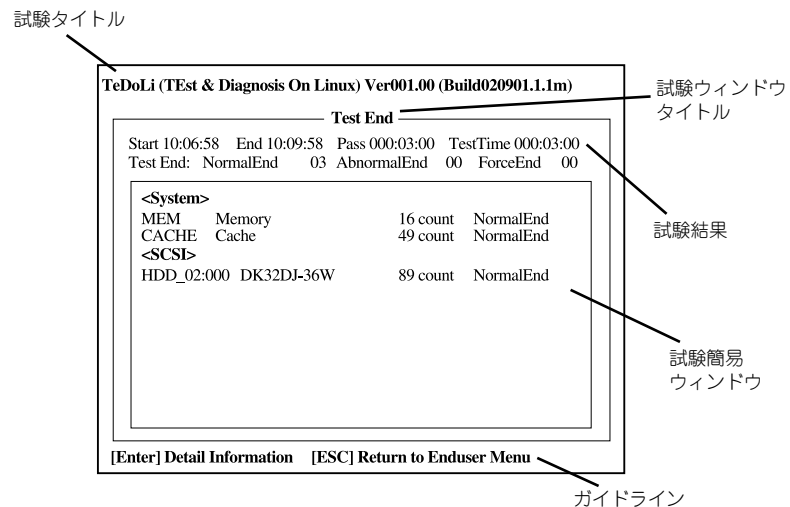 試験タイトル
TeDoLi (TEst & Diagnosis On Linux) Ver001.00 (Build020901.1.1m)
試験ウィンドウ
タイトル
Test End
Start 10:06:58 End 10:09:58 Pass 000:03:00 TestTime 000:03:00
Test End: NormalEnd 03 AbnormalEnd 00 ForceEnd 00
試験結果
<System>
MEM Memory 16 count NormalEnd
CACHE Cache 49 count NormalEnd
<SCSI>
HDD_02:000 DK32DJ-36W 89 count NormalEnd
試験簡易
ウィンドウ
[Enter] Detail Information [ESC] Return to Enduser Menu
ガイドライン